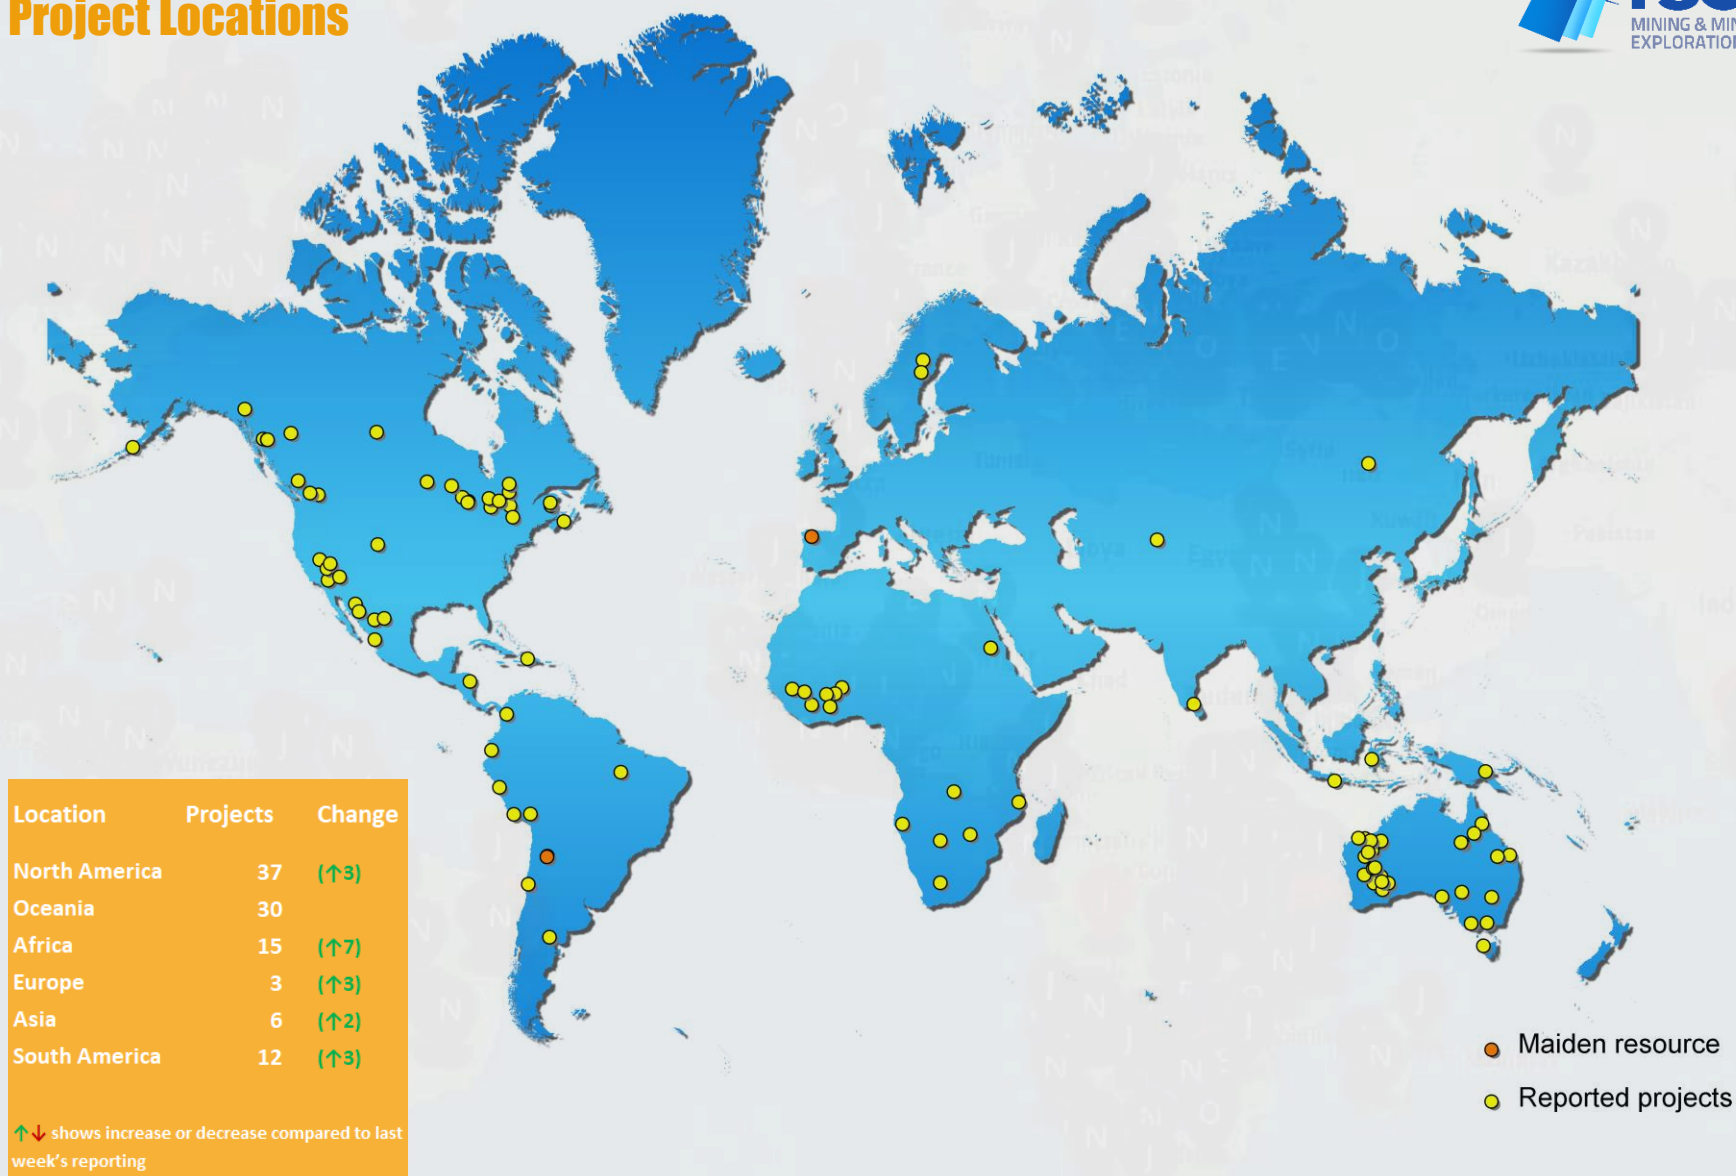 Project Locations
MINING & MIN
EXPLORATION
Location Projects Change
North America 37 (↑3)
Oceania 30
Africa 15 (↑7)
Europe 3 (↑3)
Asia 6 (↑2)
South America 12 (↑3)
↑↓ shows increase or decrease compared to last
week's reporting
Maiden resource
Reported projects